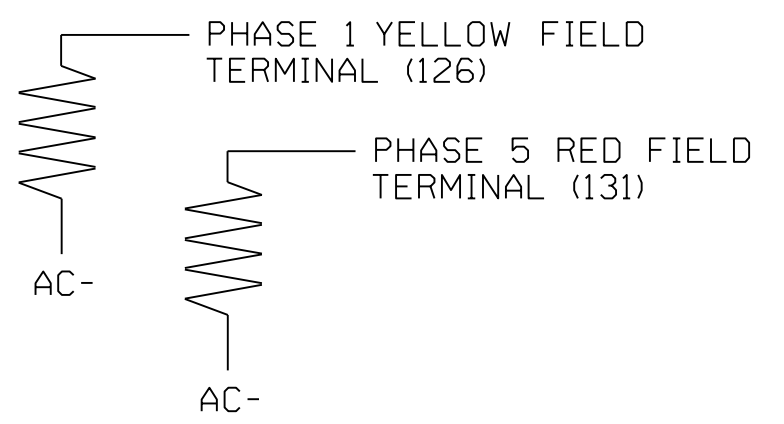 PHASE 1 YELLOW FIELD
TERMINAL (126)
PHASE 5 RED FIELD
TERMINAL (131)
AC-
AC-